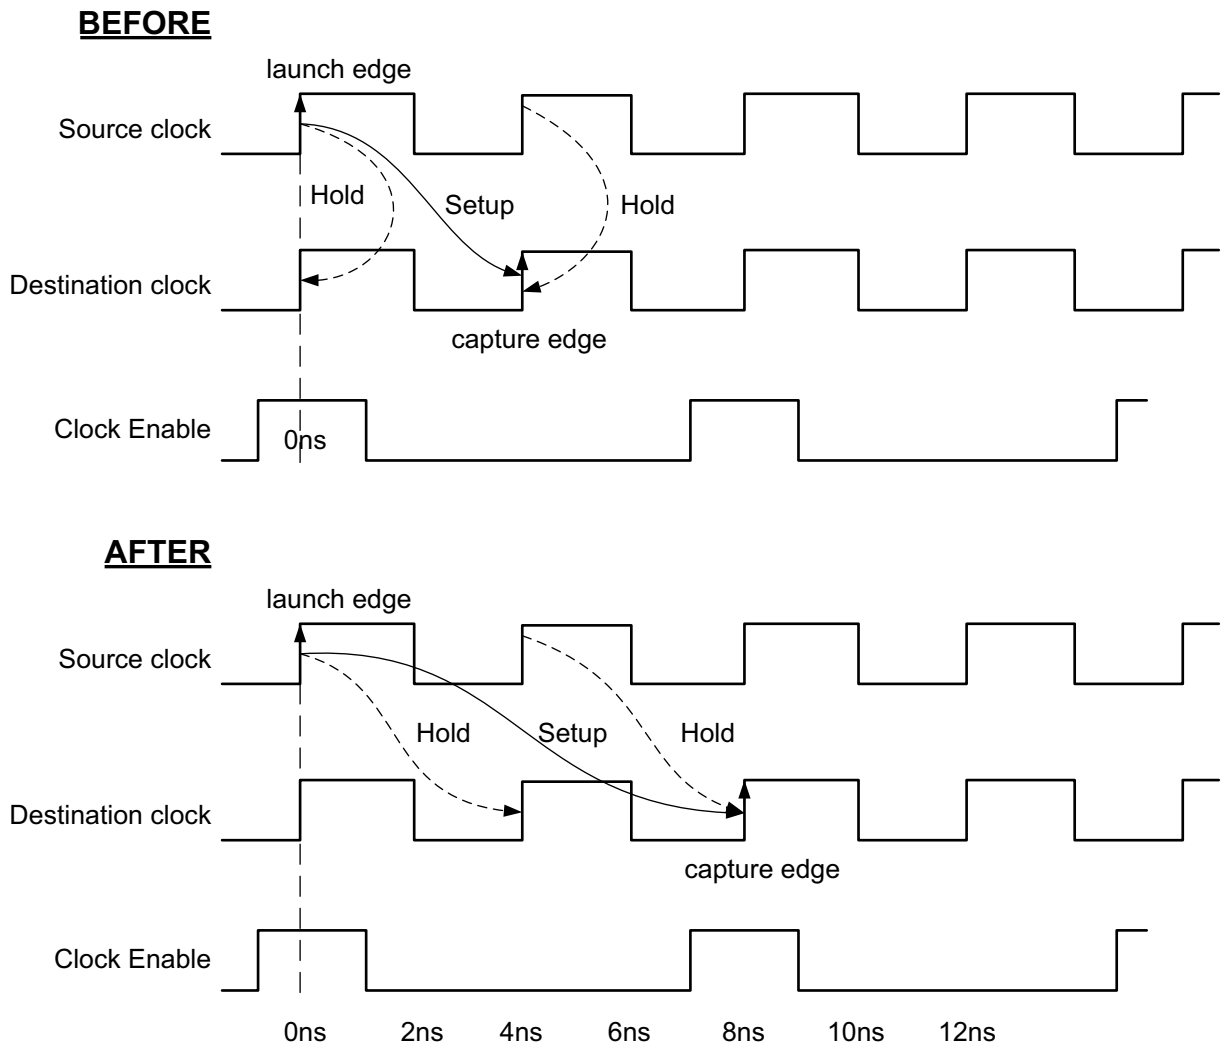 BEFORE
launch edge
Source clock
Hold
Setup
Hold
Destination clock
capture edge
Clock Enable
0ns
AFTER
launch edge
Source clock
Hold
Setup
Hold
Destination clock
capture edge
Clock Enable
0ns 2ns 4ns 6ns 8ns 10ns 12ns